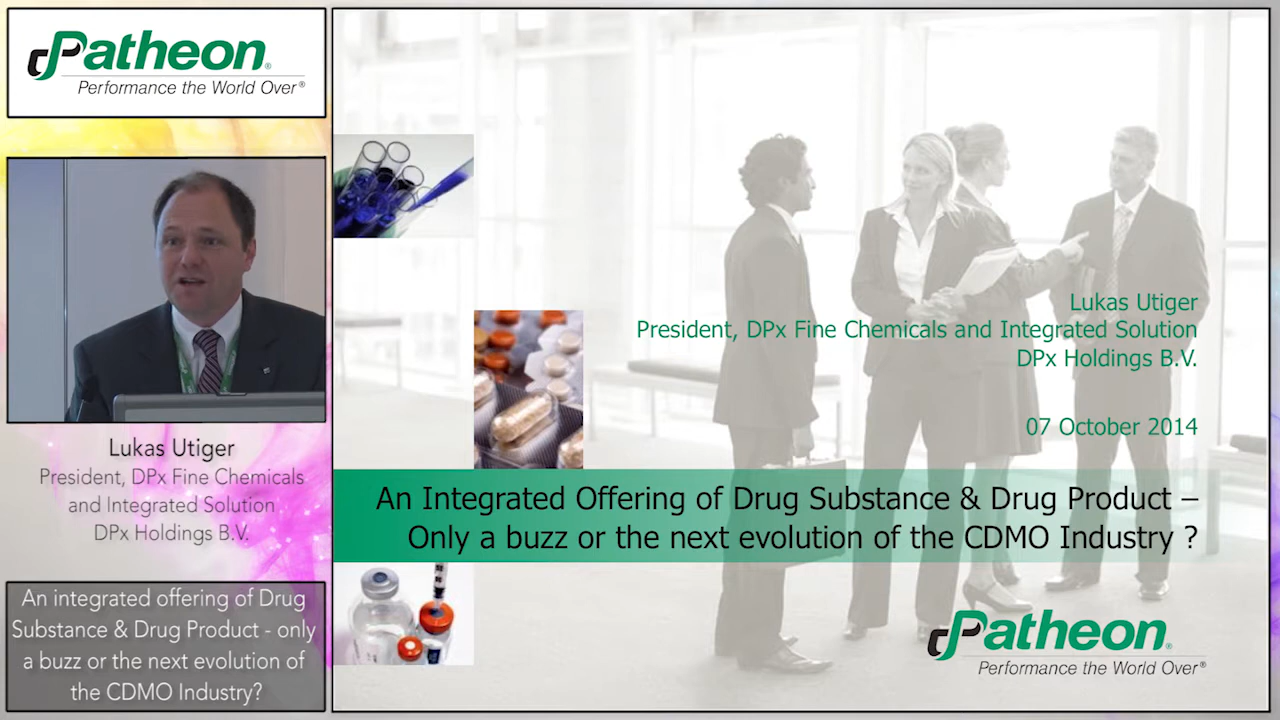 Patheon®
Performance the World Over®
Lukas Utiger
President, DPx Fine Chemicals
and Integrated Solution
DPx Holdings B.V.
An integrated offering of Drug
Substance & Drug Product - only
a buzz or the next evolution of
the CDMO Industry?
Lukas Utiger
President, DPx Fine Chemicals and Integrated Solution
DPx Holdings B.V.
07 October 2014
An Integrated Offering of Drug Substance & Drug Product –
Only a buzz or the next evolution of the CDMO Industry ?
Patheon®
Performance the World Over®